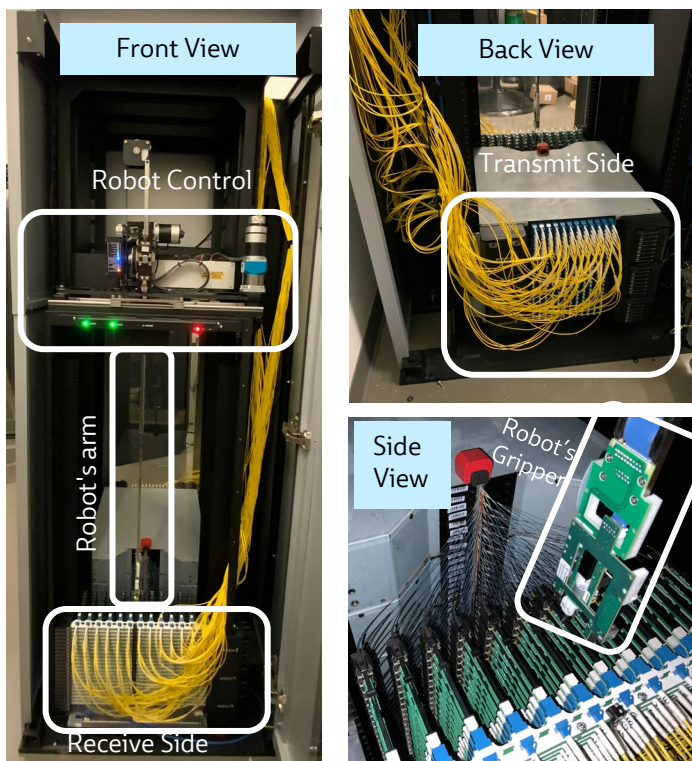 Front View
Robot Control
Robot's arm
Receive Side
Back View
Transmit Side
Side
View
Robot's
Gripper